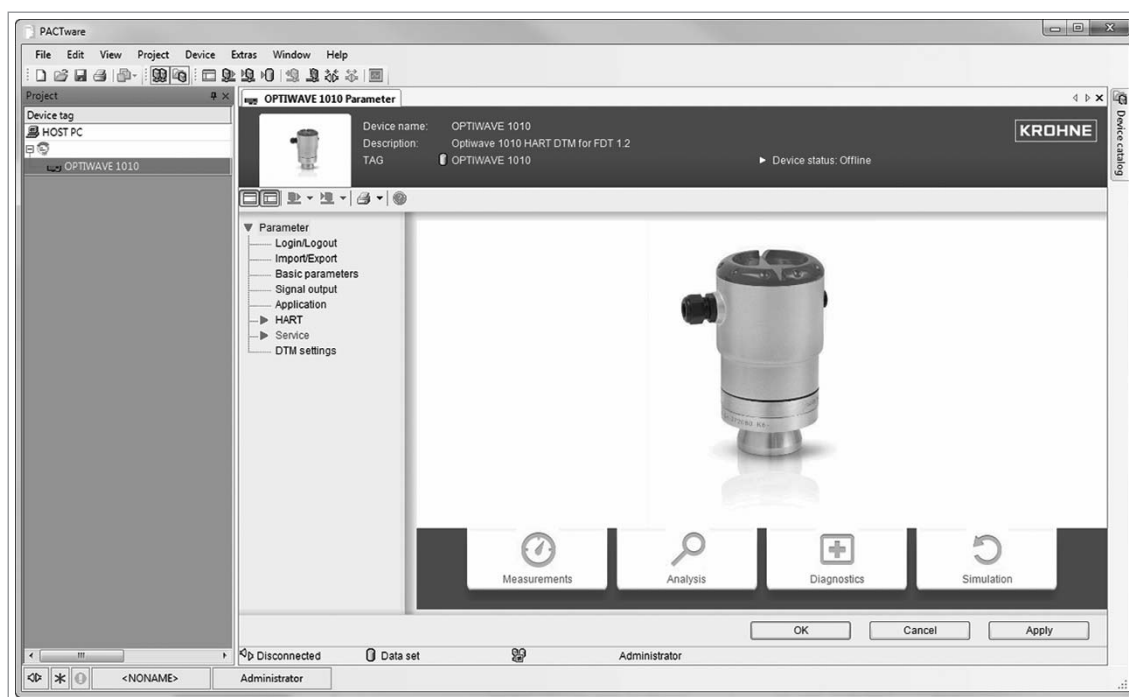 PACTware
File Edit View Project Device Extras Window Help
Project
Device tag
HOST PC
OPTIWAVE 1010
OPTIWAVE 1010 Parameter
Device name: OPTIWAVE 1010
Description: Optiwave 1010 HART DTM for FDT 1.2
TAG OPTIWAVE 1010
Device status: Offline
KROHNE
Device catalog
Parameter
Login/Logout
Import/Export
Basic parameters
Signal output
Application
HART
Service
DTM settings
Measurements
Analysis
Diagnostics
Simulation
OK Cancel Apply
Disconnected Data set Administrator
<NONAME> Administrator